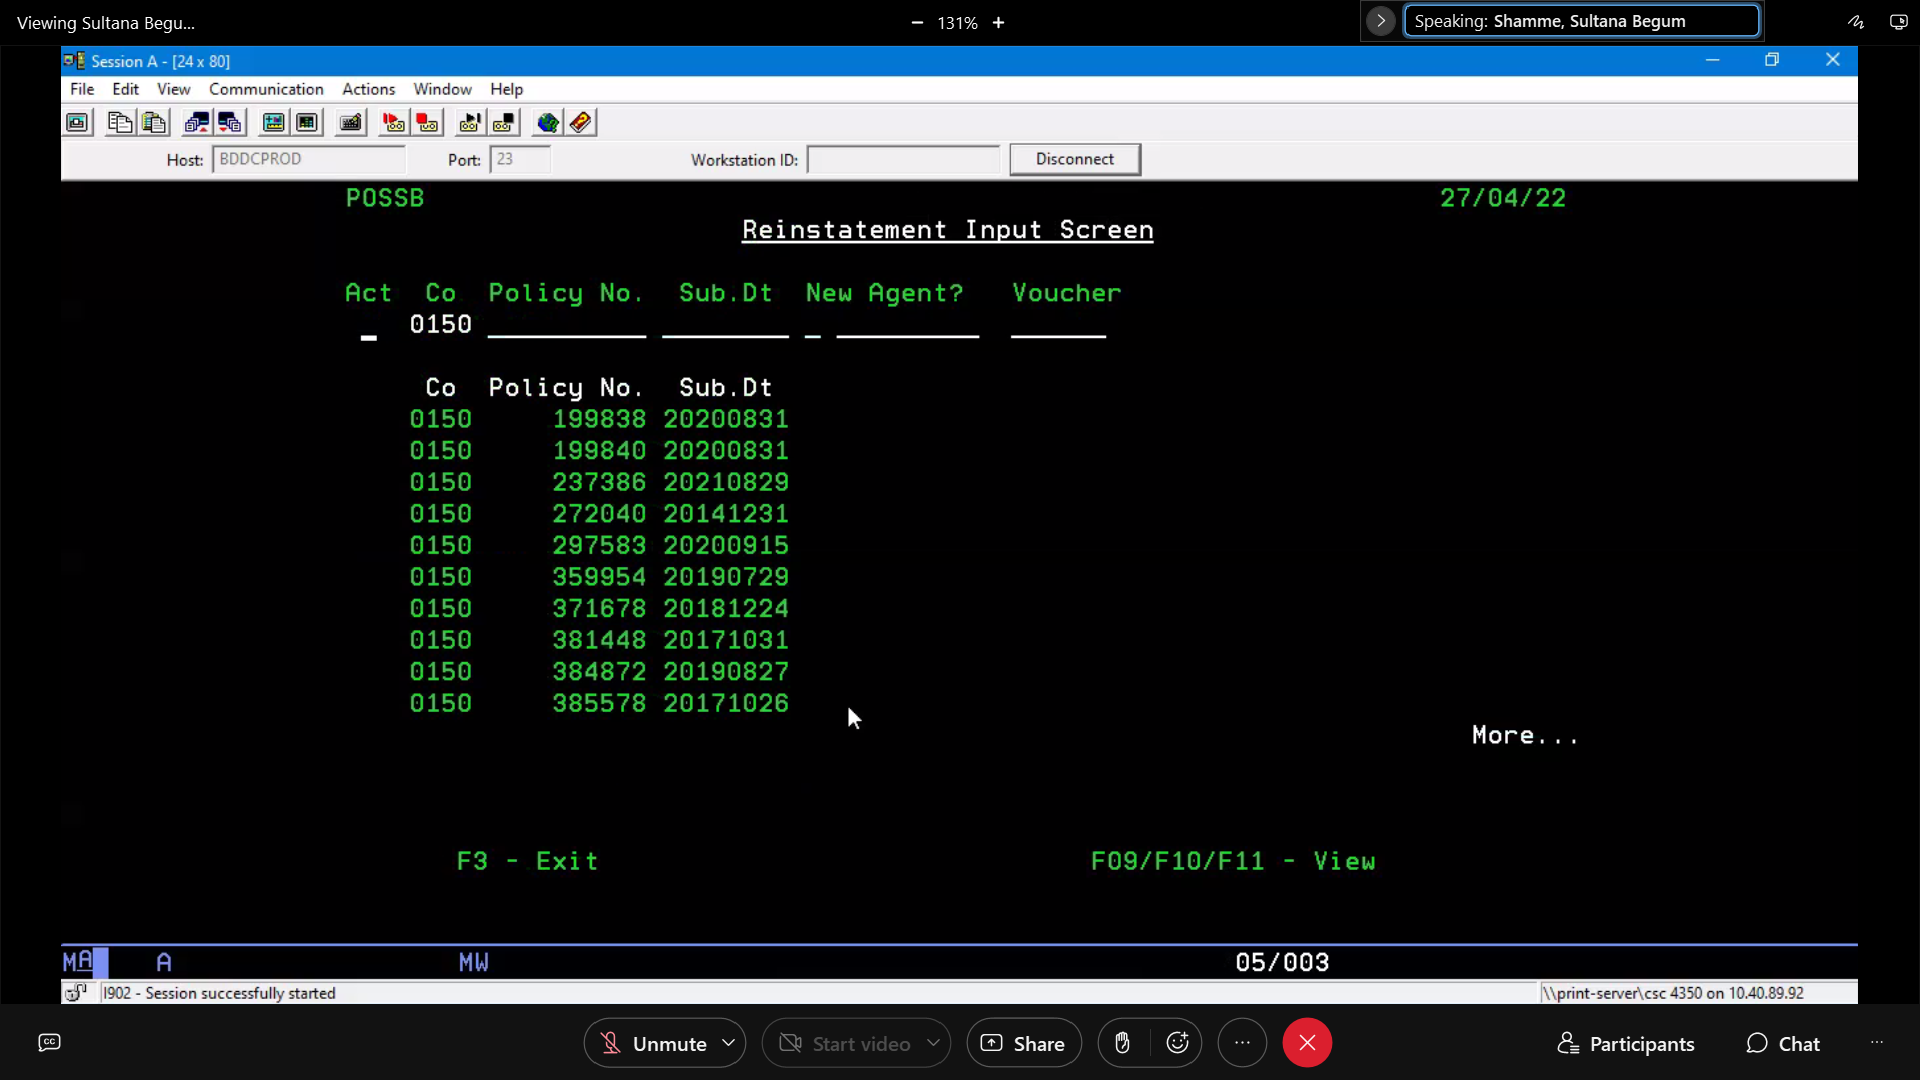 Viewing Sultana Begu...
131%
Speaking: Shamme, Sultana Begum
Session A - [24 x 80]
File Edit View Communication Actions Window Help
Host: BDDCPROD Port: 23 Workstation ID: Disconnect
POSSB 27/04/22
Reinstatement Input Screen
Act Co Policy No. Sub.Dt New Agent? Voucher
0150
Co Policy No. Sub.Dt
0150 199838 20200831
0150 199840 20200831
0150 237386 20210829
0150 272040 20141231
0150 297583 20200915
0150 359954 20190729
0150 371678 20181224
0150 381448 20171031
0150 384872 20190827
0150 385578 20171026
More...
F3 - Exit F09/F10/F11 - View
MA A MW 05/003
I902 - Session successfully started \\print-server\csc 4350 on 10.40.89.92
CC Unmute Start video Share ... Participants Chat ...